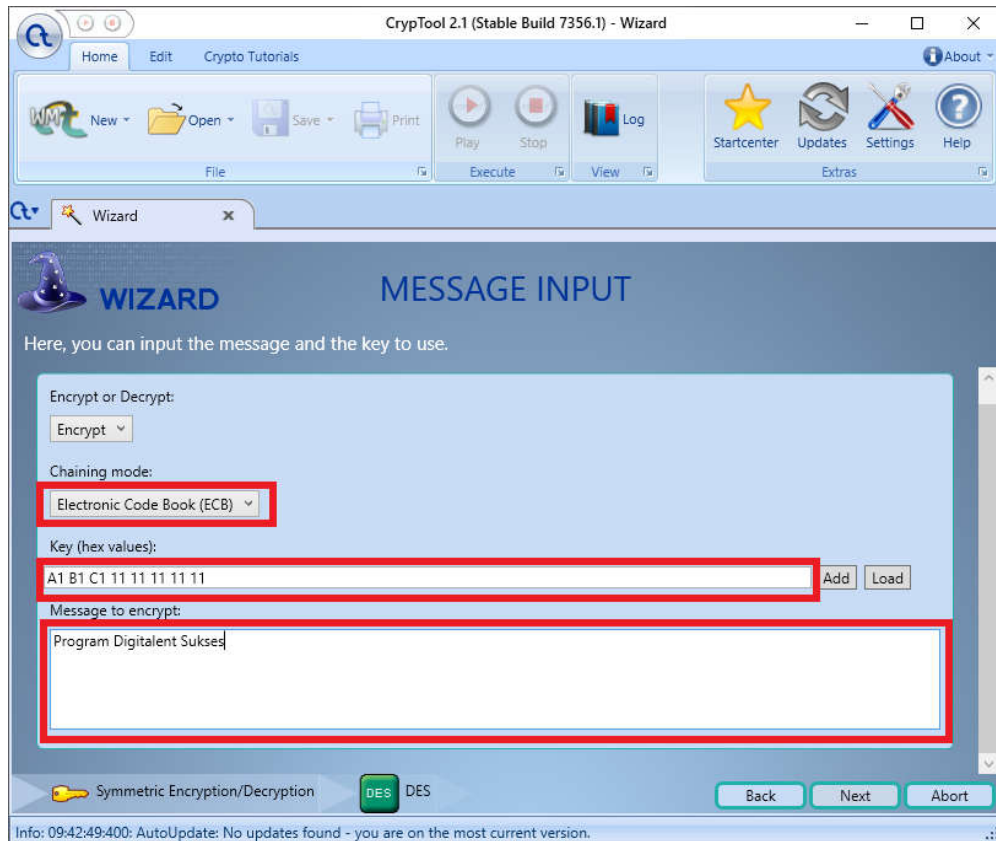 CrypTool 2.1 (Stable Build 7356.1) - Wizard
Home Edit Crypto Tutorials About
New Open Save Print Play Stop Log Startcenter Updates Settings Help
File Execute View Extras
Wizard
WIZARD MESSAGE INPUT
Here, you can input the message and the key to use.
Encrypt or Decrypt:
Encrypt
Chaining mode:
Electronic Code Book (ECB)
Key (hex values):
A1 B1 C1 11 11 11 11 11 Add Load
Message to encrypt:
Program Digitalent Sukses
Symmetric Encryption/Decryption DES DES Back Next Abort
Info: 09:42:49:400: AutoUpdate: No updates found - you are on the most current version.